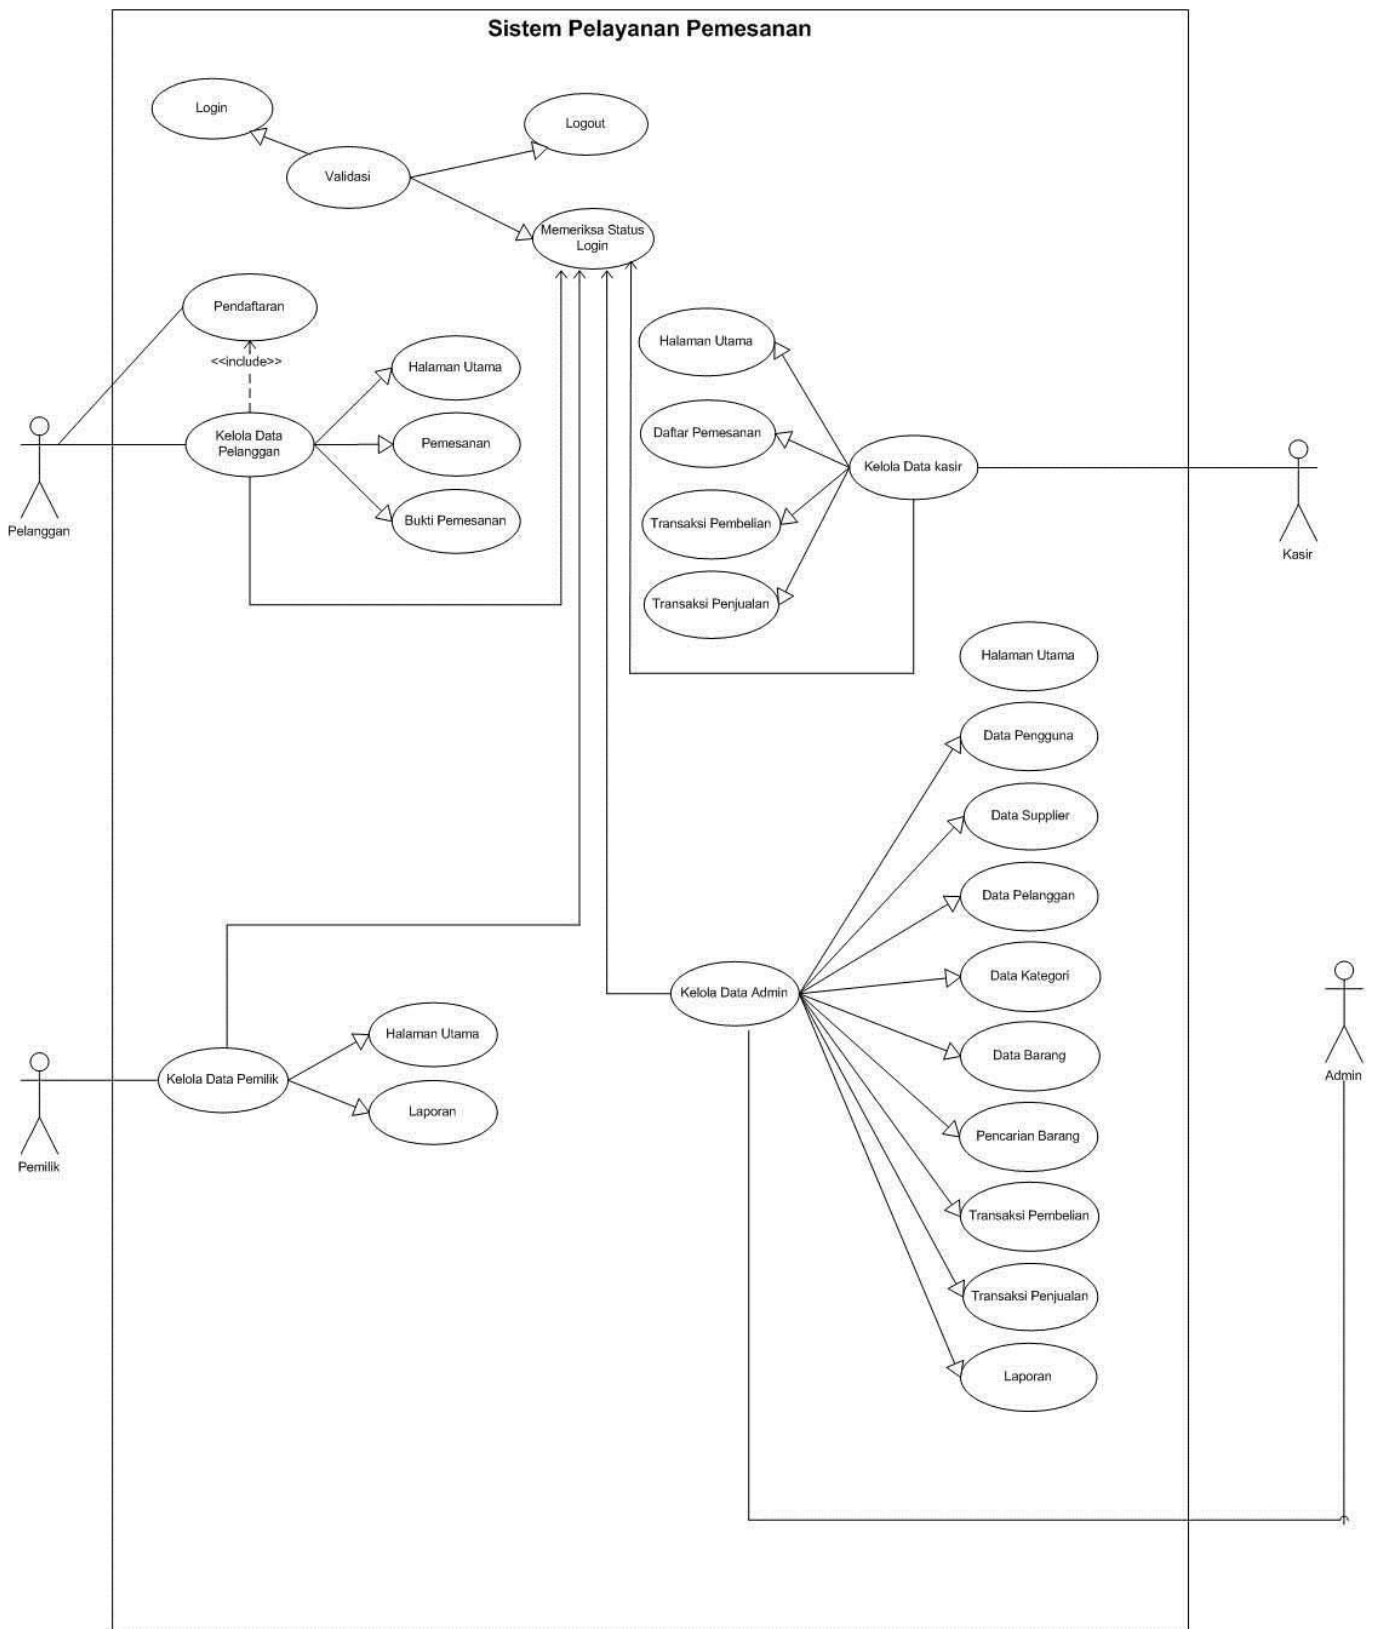 Sistem Pelayanan Pemesanan
Login
Logout
Validasi
Memeriksa Status
Login
Pendaftaran
<<include>>
Halaman Utama
Kelola Data
Pelanggan
Pemesanan
Bukti Pemesanan
Pelanggan
Halaman Utama
Daftar Pemesanan
Kelola Data kasir
Transaksi Pembelian
Transaksi Penjualan
Kasir
Halaman Utama
Data Pengguna
Data Supplier
Data Pelanggan
Data Kategori
Kelola Data Admin
Data Barang
Admin
Pencarian Barang
Transaksi Pembelian
Transaksi Penjualan
Laporan
Halaman Utama
Kelola Data Pemilik
Laporan
Pemilik